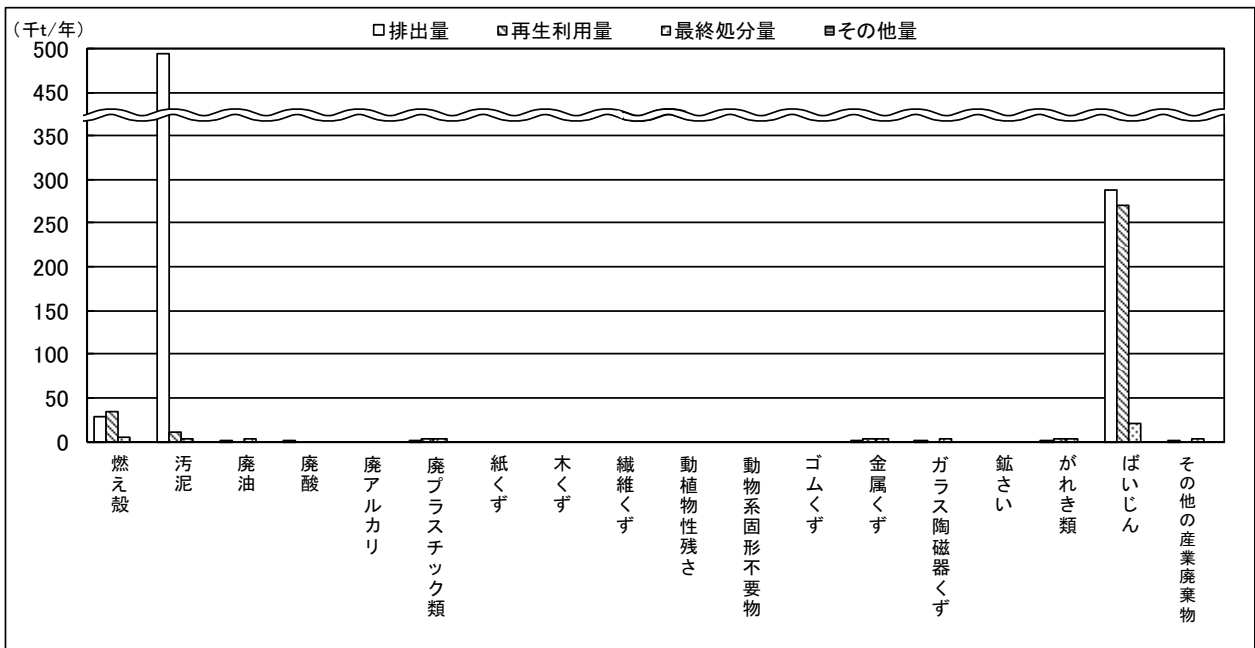 （千t/年）
□排出量 再生利用量 最終処分量 その他量
500
450
350
300
250
200
150
100
50
0
燃え殻
汚泥
廃油
廃酸
廃アルカリ
廃プラスチック類
紙くず
木くず
繊維くず
動植物性残さ
動物系固形不要物
ゴムくず
金属くず
ガラス陶磁器くず
鉱さい
がれき類
ばいじん
その他の産業廃棄物